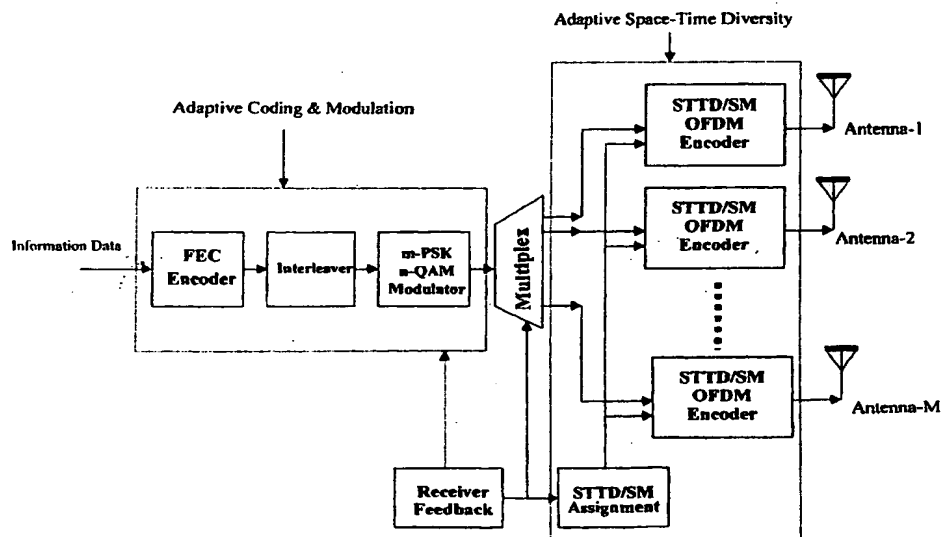 Adaptive Space-Time Diversity
Adaptive Coding & Modulation
STTD/SM
OFDM
Encoder
Antenna-1
STTD/SM
OFDM
Encoder
Antenna-2
Information Data
FEC
Encoder
Interleaver
m-PSK
n-QAM
Modulator
Multiplex
STTD/SM
OFDM
Encoder
Antenna-M
Receiver
Feedback
STTD/SM
Assignment